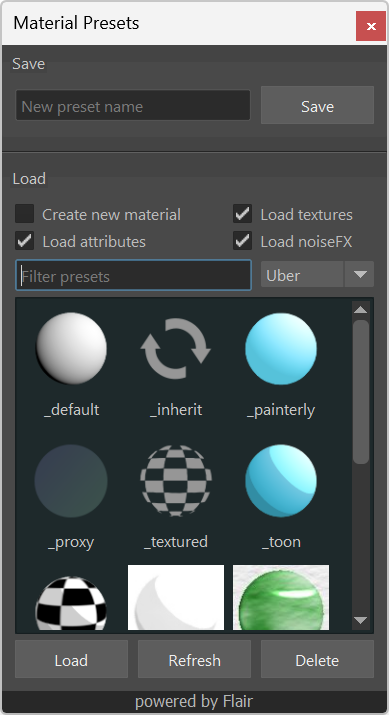 Material Presets
x
Save
New preset name
Save
Load
Create new material
Load textures
Load attributes
Load noiseFX
Filter presets
Uber
_default
_inherit
_painterly
_proxy
_textured
_toon
Load
Refresh
Delete
powered by Flair